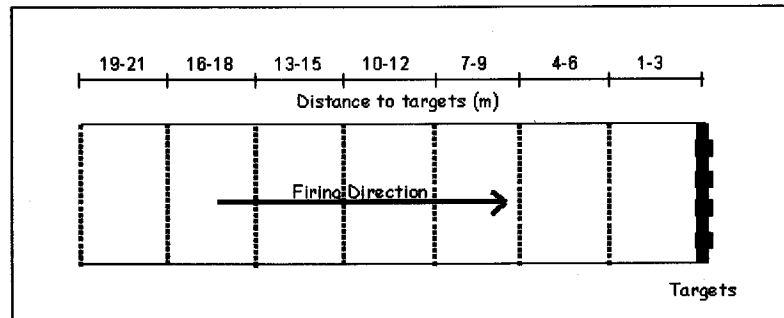 19-21 16-18 13-15 10-12 7-9 4-6 1-3
Distance to targets (m)
Firing Direction
Targets